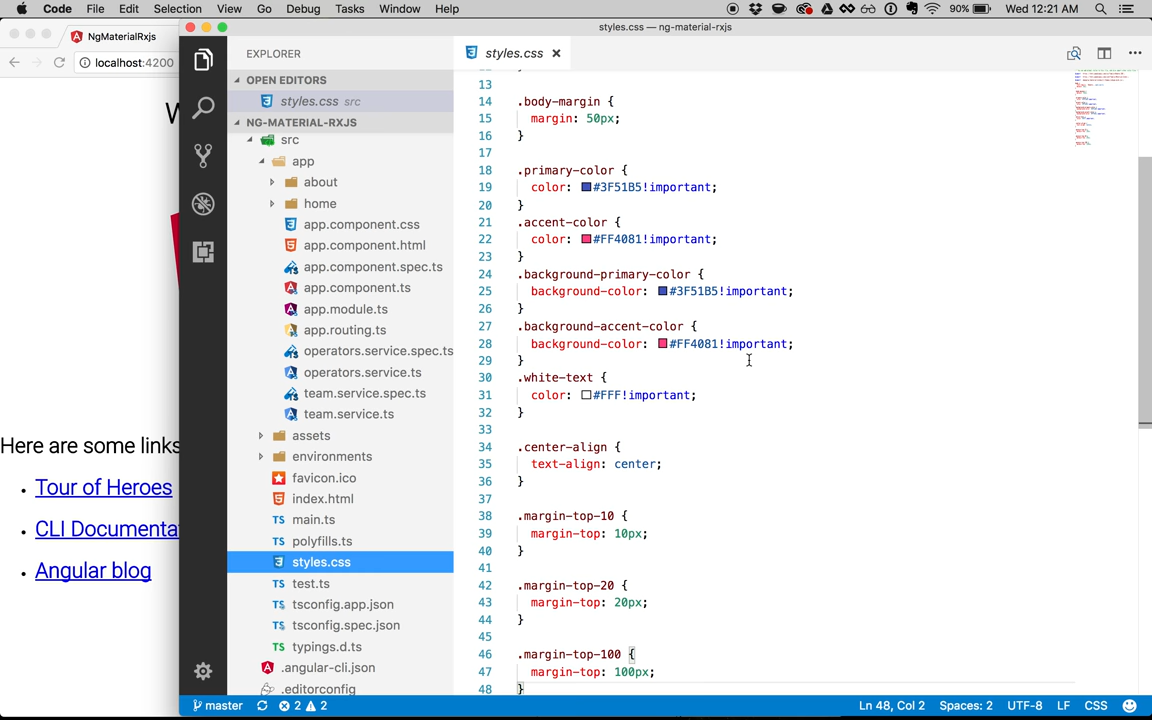 Code File Edit Selection View Go Debug Tasks Window Help 90% Wed 12:21 AM
NgMaterialRxjs
localhost:4200
W
Here are some links
Tour of Heroes
CLI Documenta
Angular blog
styles.css — ng-material-rxjs
EXPLORER
OPEN EDITORS
styles.css src
NG-MATERIAL-RXJS
src
app
about
home
app.component.css
app.component.html
app.component.spec.ts
app.component.ts
app.module.ts
app.routing.ts
operators.service.spec.ts
operators.service.ts
team.service.spec.ts
team.service.ts
assets
environments
favicon.ico
index.html
TS main.ts
TS polyfills.ts
styles.css
TS test.ts
TS tsconfig.app.json
TS tsconfig.spec.json
TS typings.d.ts
.angular-cli.json
.editorconfig
styles.css
13
14 .body-margin {
15 margin: 50px;
16 }
17
18 .primary-color {
19 color: #3F51B5!important;
20 }
21 .accent-color {
22 color: #FF4081!important;
23 }
24 .background-primary-color {
25 background-color: #3F51B5!important;
26 }
27 .background-accent-color {
28 background-color: #FF4081!important;
29 }
30 .white-text {
31 color: #FFF!important;
32 }
33
34 .center-align {
35 text-align: center;
36 }
37
38 .margin-top-10 {
39 margin-top: 10px;
40 }
41
42 .margin-top-20 {
43 margin-top: 20px;
44 }
45
46 .margin-top-100 {
47 margin-top: 100px;
48 }
master 2 2 Ln 48, Col 2 Spaces: 2 UTF-8 LF CSS